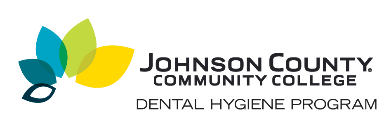 JOHNSON COUNTY®
COMMUNITY COLLEGE
DENTAL HYGIENE PROGRAM